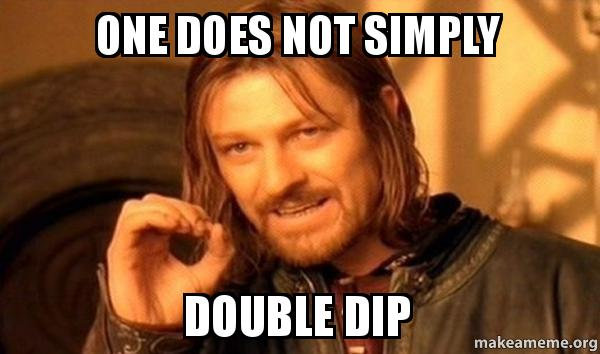 ONE DOES NOT SIMPLY
DOUBLE DIP
makeameme.org